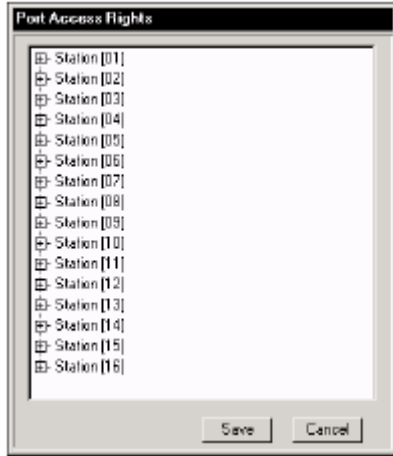 Port Access Rights
Station [01]
Station [02]
Station [03]
Station [04]
Station [05]
Station [06]
Station [07]
Station [08]
Station [09]
Station [10]
Station [11]
Station [12]
Station [13]
Station [14]
Station [15]
Station [16]
Save Cancel